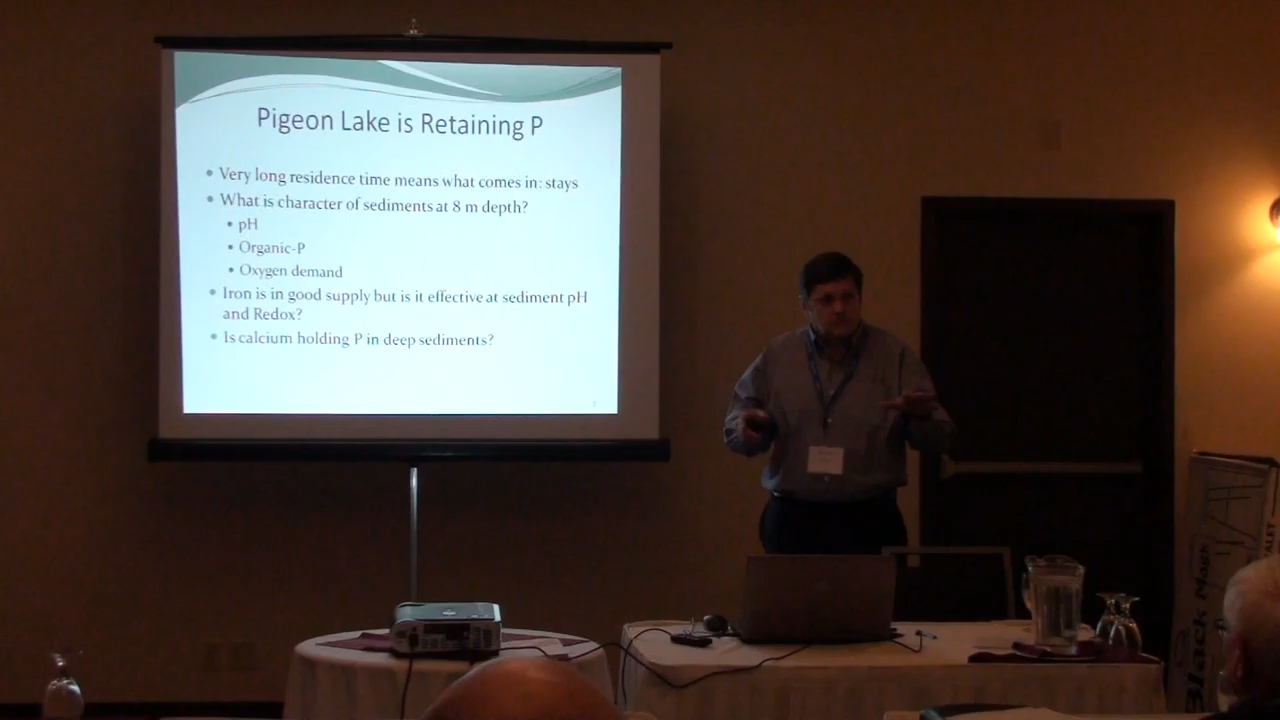 Pigeon Lake is Retaining P
• Very long residence time means what comes in: stays
• What is character of sediments at 8 m depth?
• pH
• Organic-P
• Oxygen demand
• Iron is in good supply but is it effective at sediment pH
and Redox?
• Is calcium holding P in deep sediments?
Black Magic